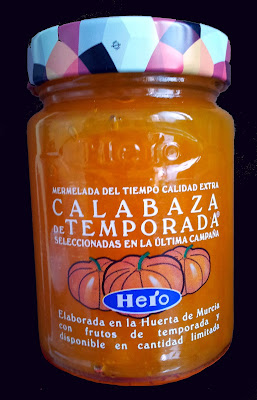 Hero
MERMELADA DEL TIEMPO CALIDAD EXTRA
CALABAZA
DE TEMPORADA®
SELECCIONADAS EN LA ÚLTIMA CAMPAÑA
Hero
Elaborada en la Huerta de Murcia
con frutos de temporada y
disponible en cantidad limitada